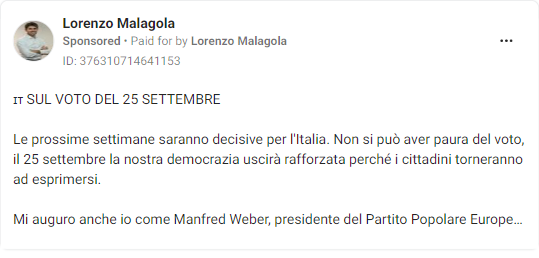 Lorenzo Malagola
Sponsored • Paid for by Lorenzo Malagola
ID: 376310714641153
ɪᴛ SUL VOTO DEL 25 SETTEMBRE
Le prossime settimane saranno decisive per l'Italia. Non si può aver paura del voto,
il 25 settembre la nostra democrazia uscirà rafforzata perché i cittadini torneranno
ad esprimersi.
Mi auguro anche io come Manfred Weber, presidente del Partito Popolare Europe...